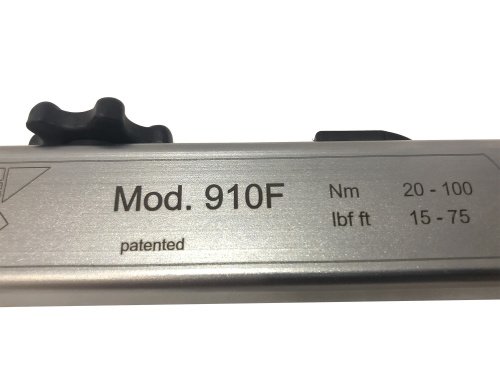 Mod. 910F
patented
Nm 20 - 100
lbf ft 15 - 75